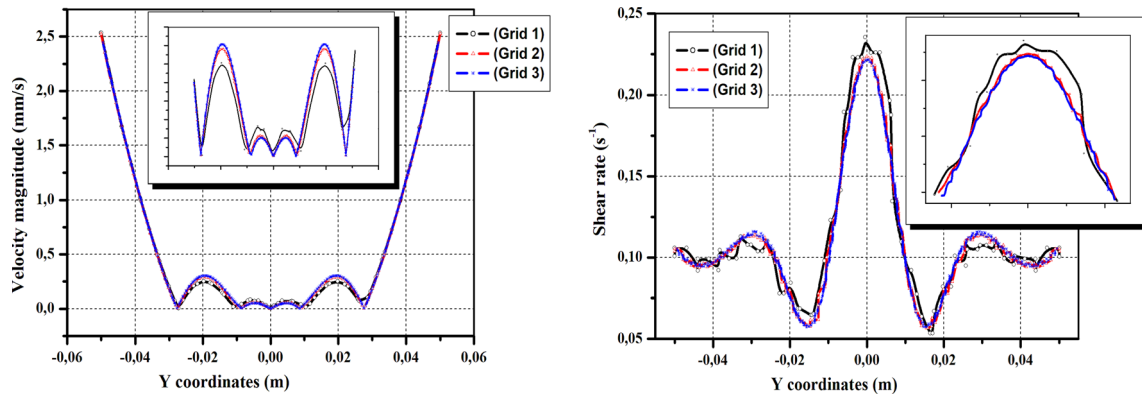 2,5
2,0
1,5
1,0
0,5
0,0
Velocity magnitude (mm/s)
-0,06
-0,04
-0,02
0,00
0,02
0,04
0,06
Y coordinates (m)
(Grid 1)
(Grid 2)
(Grid 3)
0,25
0,20
0,15
0,10
0,05
Shear rate (s-1)
-0,04
-0,02
0,00
0,02
0,04
Y coordinates (m)
(Grid 1)
(Grid 2)
(Grid 3)